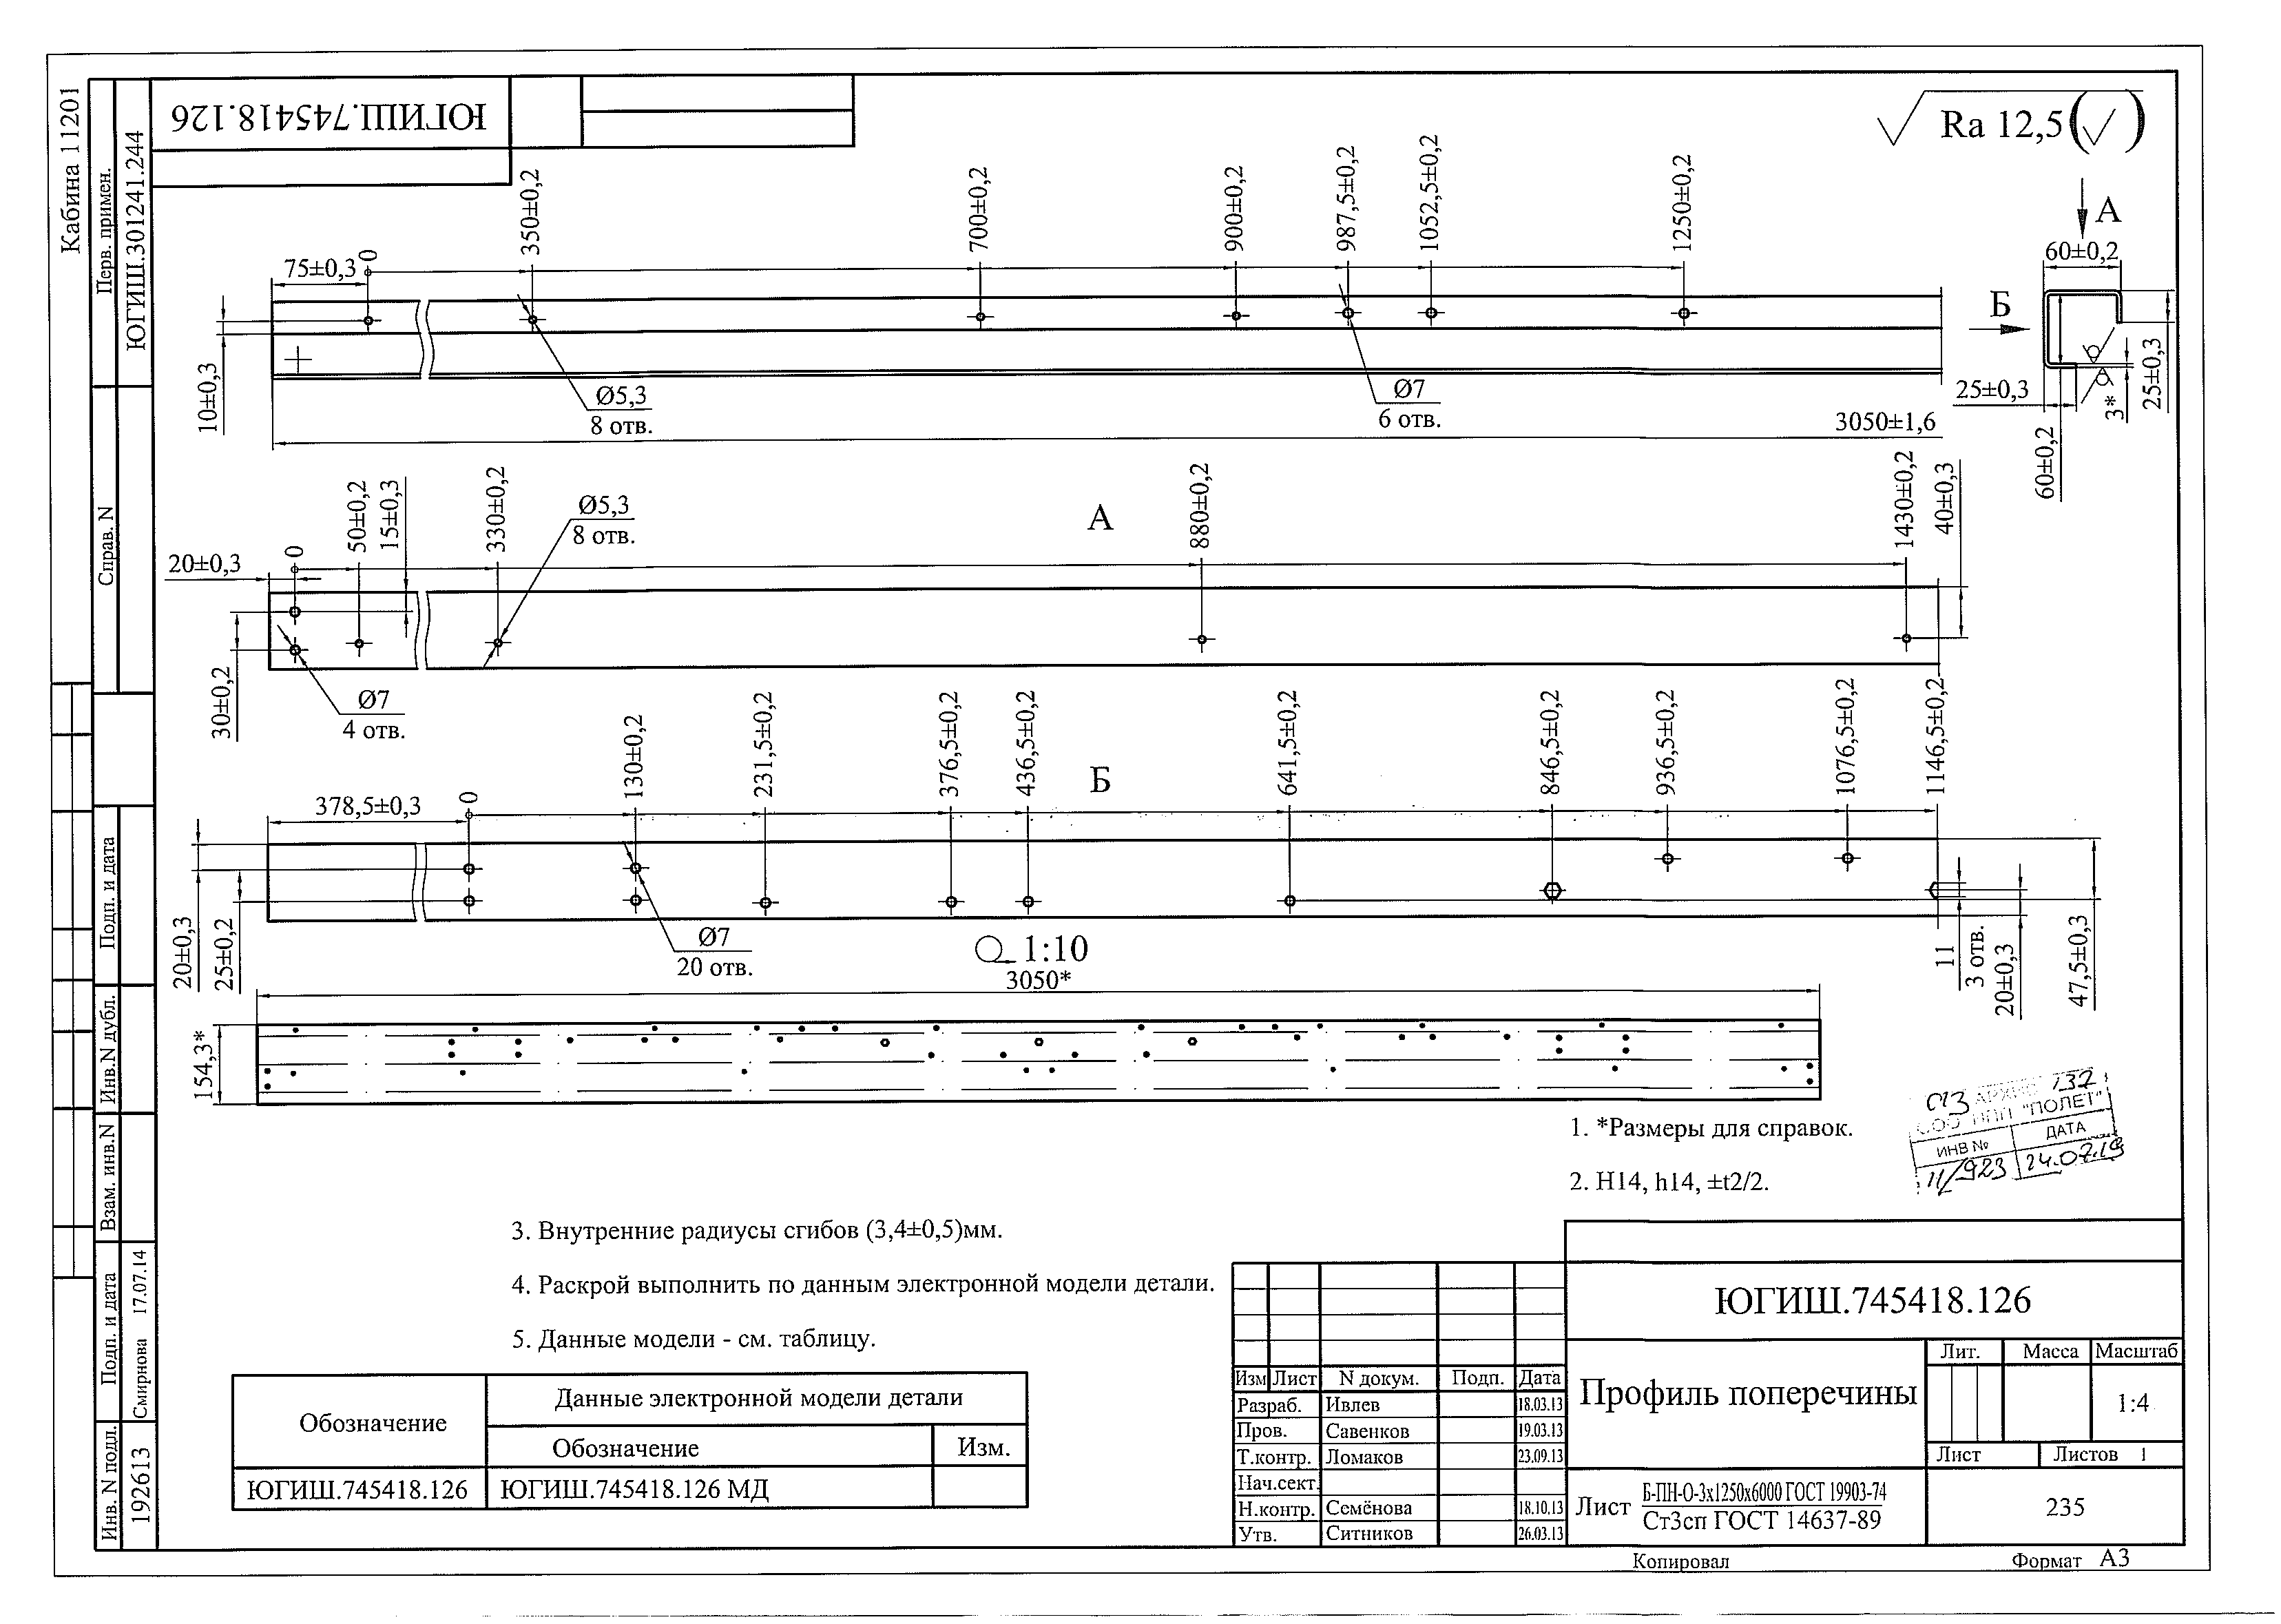 Кабина 11201
Перв. примен.
ЮГИШ.301241.244
Справ. N
Подп. и дата
Инв.N дубл.
Взам. инв.N
Подп. и дата
Смирнова 17.07.14
Инв. N подл.
192613
ЮГИШ.745418.126
Ra 12,5 (√)
75±0,3
0
350±0,2
700±0,2
900±0,2
987,5±0,2
1052,5±0,2
1250±0,2
10±0,3
Ø5,3
8 отв.
Ø7
6 отв.
3050±1,6
А
60±0,2
Б
25±0,3
3*
25±0,3
60±0,2
А
20±0,3
0
50±0,2
15±0,3
330±0,2
Ø5,3
8 отв.
880±0,2
1430±0,2
40±0,3
30±0,2
Ø7
4 отв.
Б
378,5±0,3
0
130±0,2
231,5±0,2
376,5±0,2
436,5±0,2
641,5±0,2
846,5±0,2
936,5±0,2
1076,5±0,2
1146,5±0,2
20±0,3
25±0,2
Ø7
20 отв.
11
3 отв.
20±0,3
47,5±0,3
1:10
3050*
154,3*
1. *Размеры для справок.
2. H14, h14, ±t2/2.
3. Внутренние радиусы сгибов (3,4±0,5)мм.
4. Раскрой выполнить по данным электронной модели детали.
5. Данные модели - см. таблицу.
132
ООО НПП "ПОЛЕТ"
ИНВ № ДАТА
11/923 24.07.19
Обозначение
Данные электронной модели детали
Обозначение Изм.
ЮГИШ.745418.126 ЮГИШ.745418.126 МД
ЮГИШ.745418.126
Изм Лист N докум. Подп. Дата
Разраб. Ивлев 18.03.13
Пров. Савенков 19.03.13
Т.контр. Ломаков 23.09.13
Нач.сект.
Н.контр. Семёнова 18.10.13
Утв. Ситников 26.03.13
Профиль поперечины
Лит. Масса Масштаб
1:4
Лист Листов 1
Лист Б-ПН-О-3х1250х6000 ГОСТ 19903-74
Ст3сп ГОСТ 14637-89
235
Копировал Формат А3